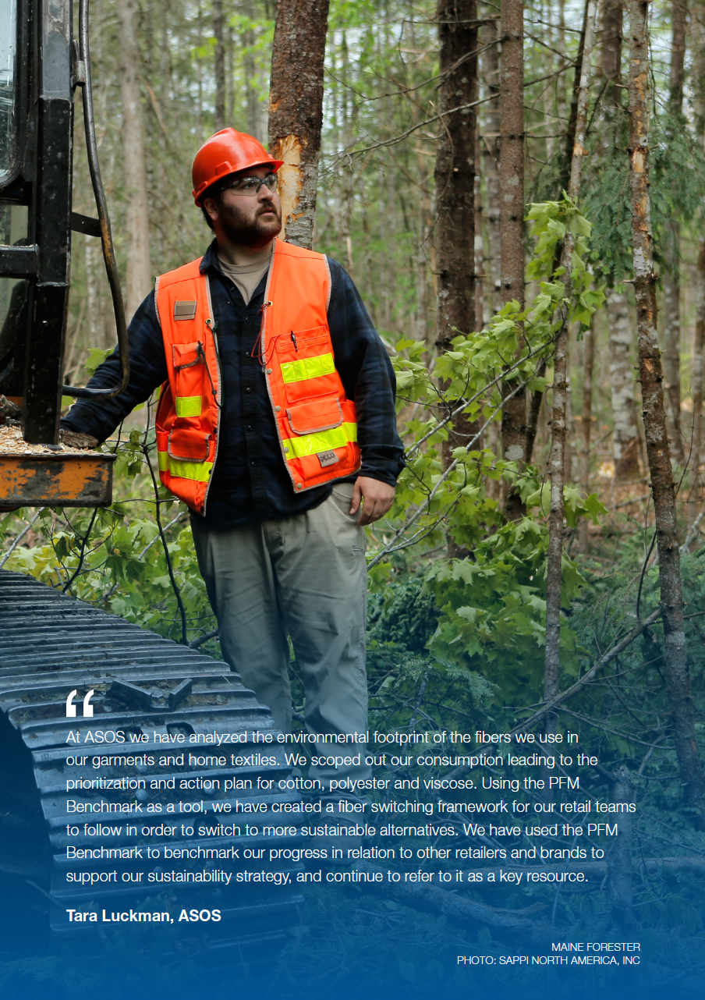 “
At ASOS we have analyzed the environmental footprint of the fibers we use in
our garments and home textiles. We scoped out our consumption leading to the
prioritization and action plan for cotton, polyester and viscose. Using the PFM
Benchmark as a tool, we have created a fiber switching framework for our retail teams
to follow in order to switch to more sustainable alternatives. We have used the PFM
Benchmark to benchmark our progress in relation to other retailers and brands to
support our sustainability strategy, and continue to refer to it as a key resource.
Tara Luckman, ASOS
MAINE FORESTER
PHOTO: SAPPI NORTH AMERICA, INC